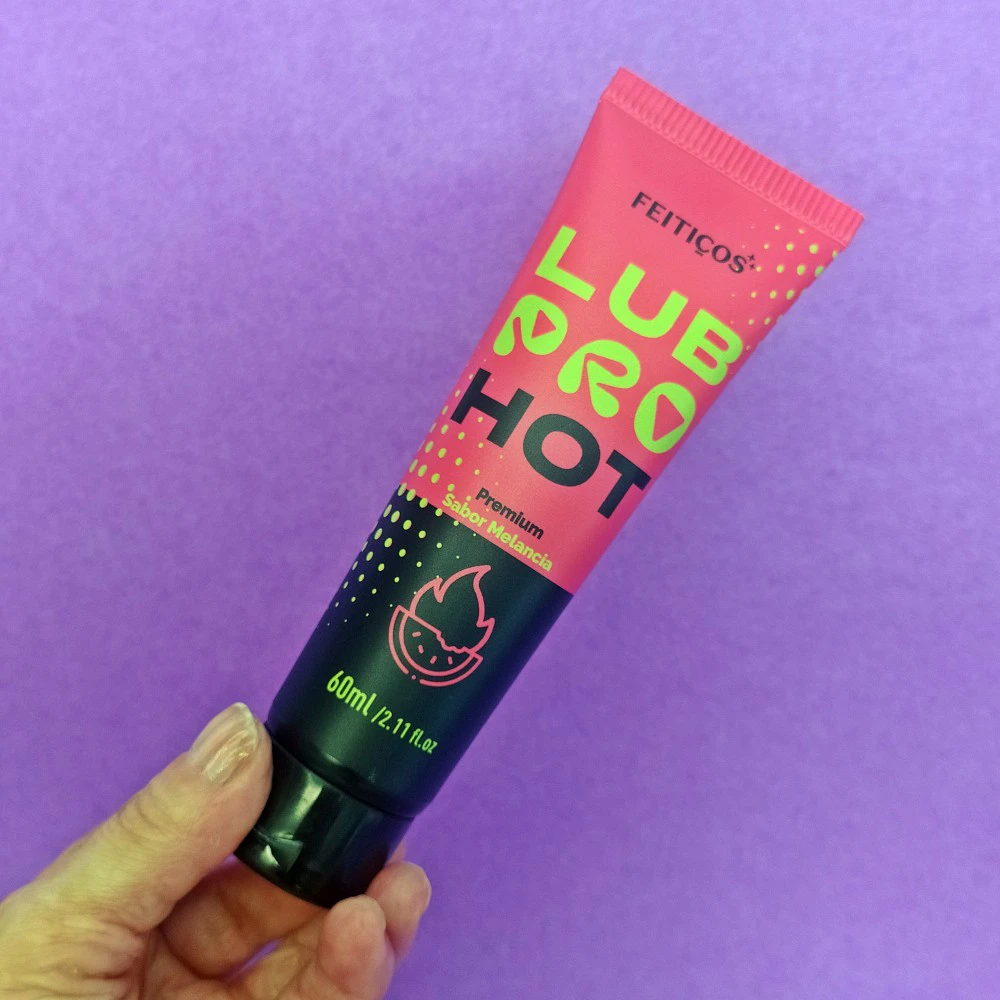 FEITIÇOS
LUB
PRO
HOT
Premium
Sabor Melancia
60ml /2.11 fl.oz